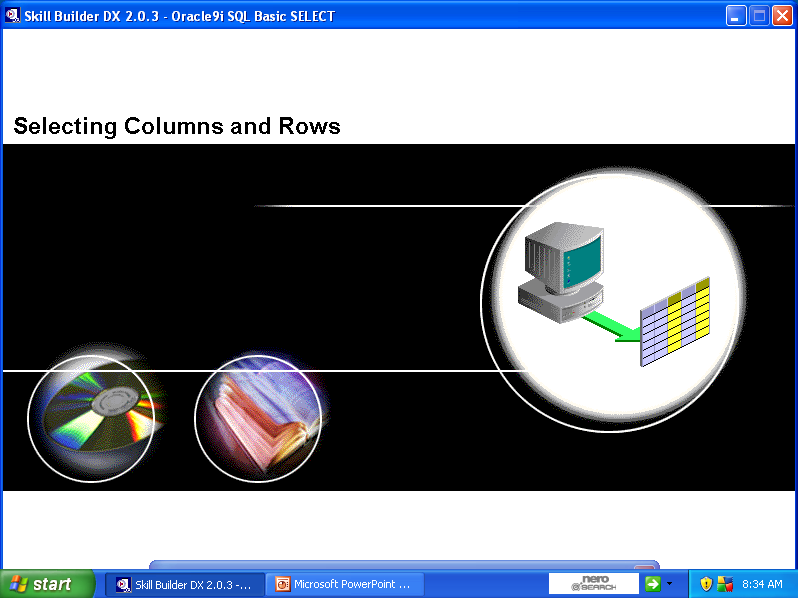 Skill Builder DX 2.0.3 - Oracle9i SQL Basic SELECT
Selecting Columns and Rows
start
Skill Builder DX 2.0.3 -...
Microsoft PowerPoint ...
nero
@SEARCH
8:34 AM